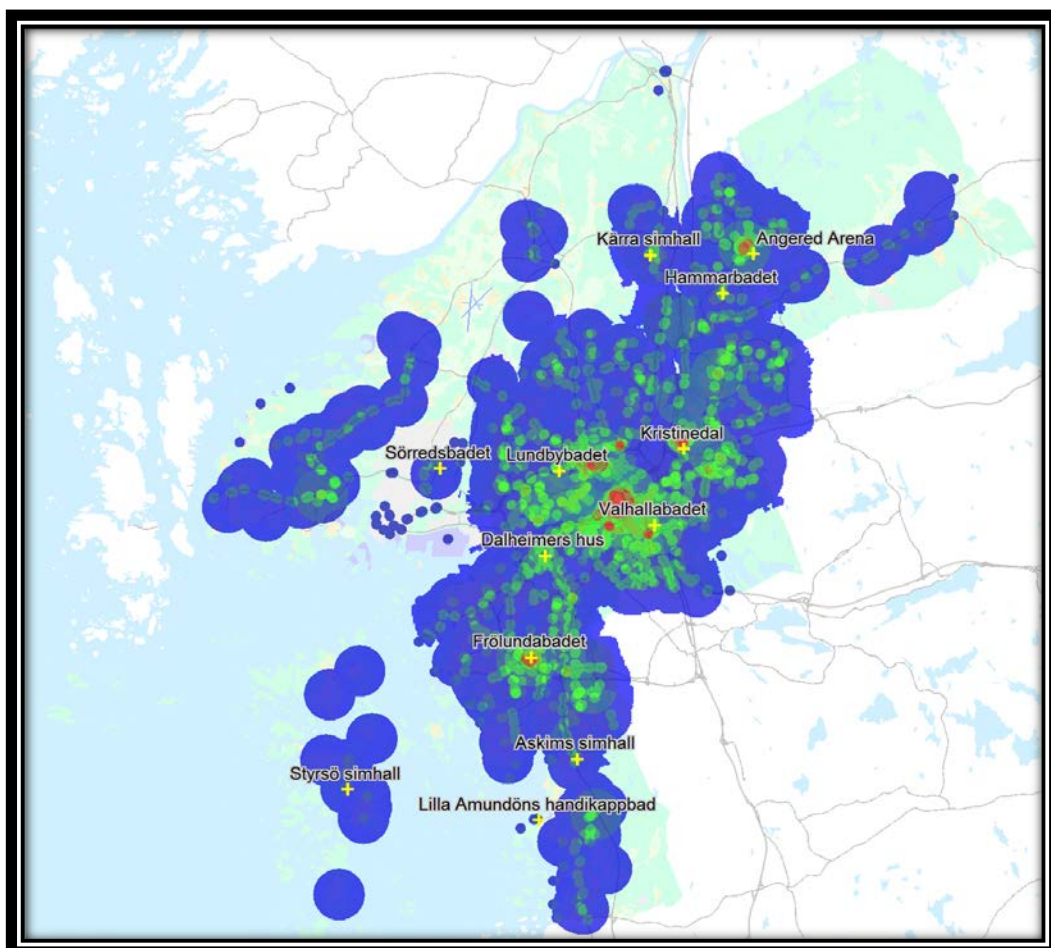 Kärra simhall
Angered Arena
Hammarbadet
Kristinedal
Sörredsbadet
Lundbybadet
Valhallabadet
Dalheimers hus
Frölundabadet
Askims simhall
Styrsö simhall
Lilla Amundöns handikappbad